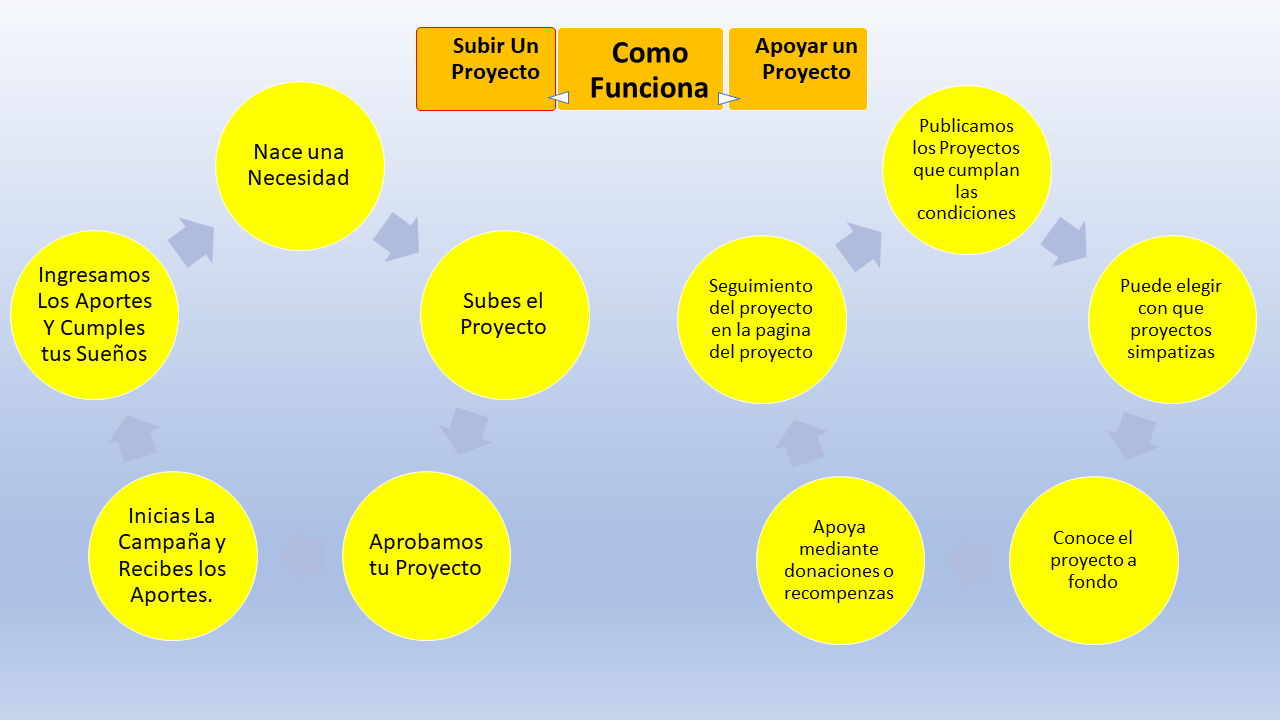 Subir Un
Proyecto
Como
Funciona
Apoyar un
Proyecto
Nace una
Necesidad
Subes el
Proyecto
Aprobamos
tu Proyecto
Inicias La
Campaña y
Recibes los
Aportes.
Ingresamos
Los Aportes
Y Cumples
tus Sueños
Publicamos
los Proyectos
que cumplan
las
condiciones
Puede elegir
con que
proyectos
simpatizas
Conoce el
proyecto a
fondo
Apoya
mediante
donaciones o
recompenzas
Seguimiento
del proyecto
en la pagina
del proyecto